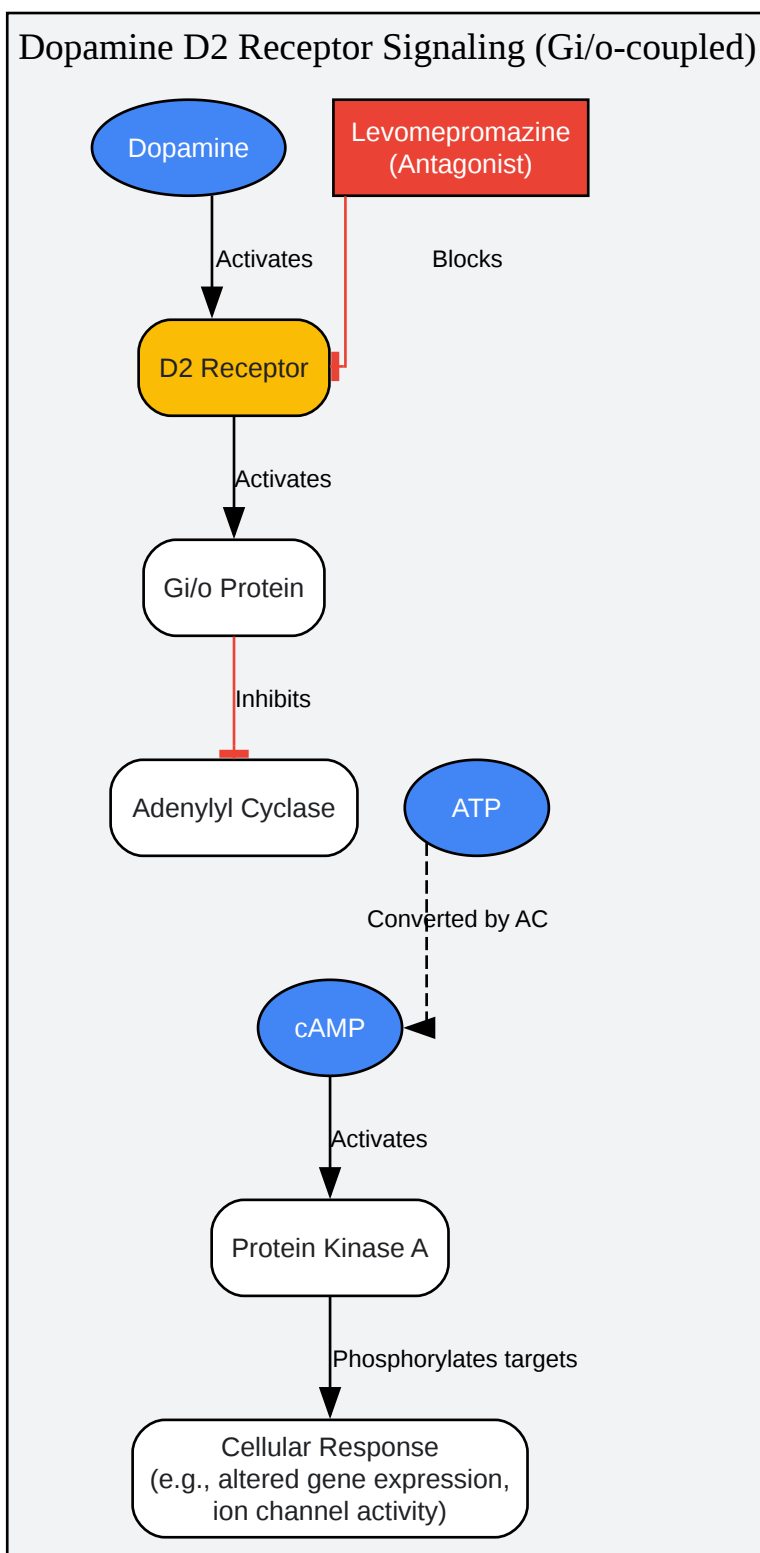 Dopamine D2 Receptor Signaling (Gi/o-coupled)
Dopamine
Levomepromazine
(Antagonist)
Activates
Blocks
D2 Receptor
Activates
Gi/o Protein
Inhibits
Adenylyl Cyclase
ATP
Converted by AC
cAMP
Activates
Protein Kinase A
Phosphorylates targets
Cellular Response
(e.g., altered gene expression,
ion channel activity)